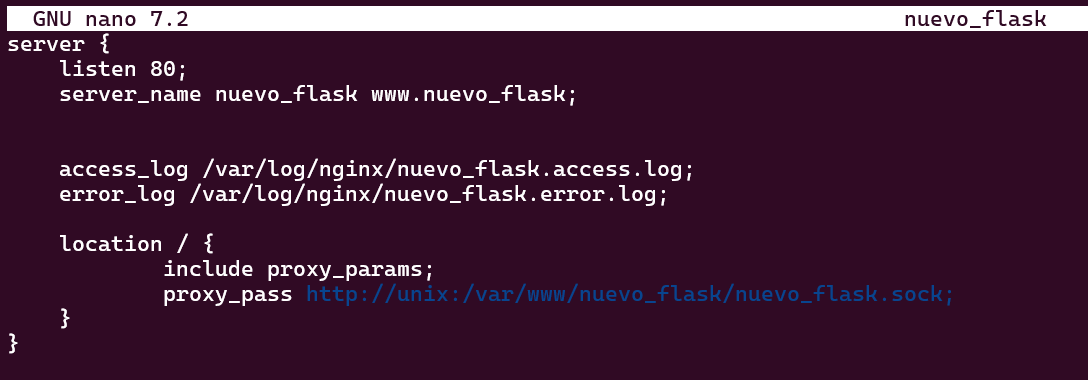 GNU nano 7.2 nuevo_flask
server {
listen 80;
server_name nuevo_flask www.nuevo_flask;
access_log /var/log/nginx/nuevo_flask.access.log;
error_log /var/log/nginx/nuevo_flask.error.log;
location / {
include proxy_params;
proxy_pass http://unix:/var/www/nuevo_flask/nuevo_flask.sock;
}
}